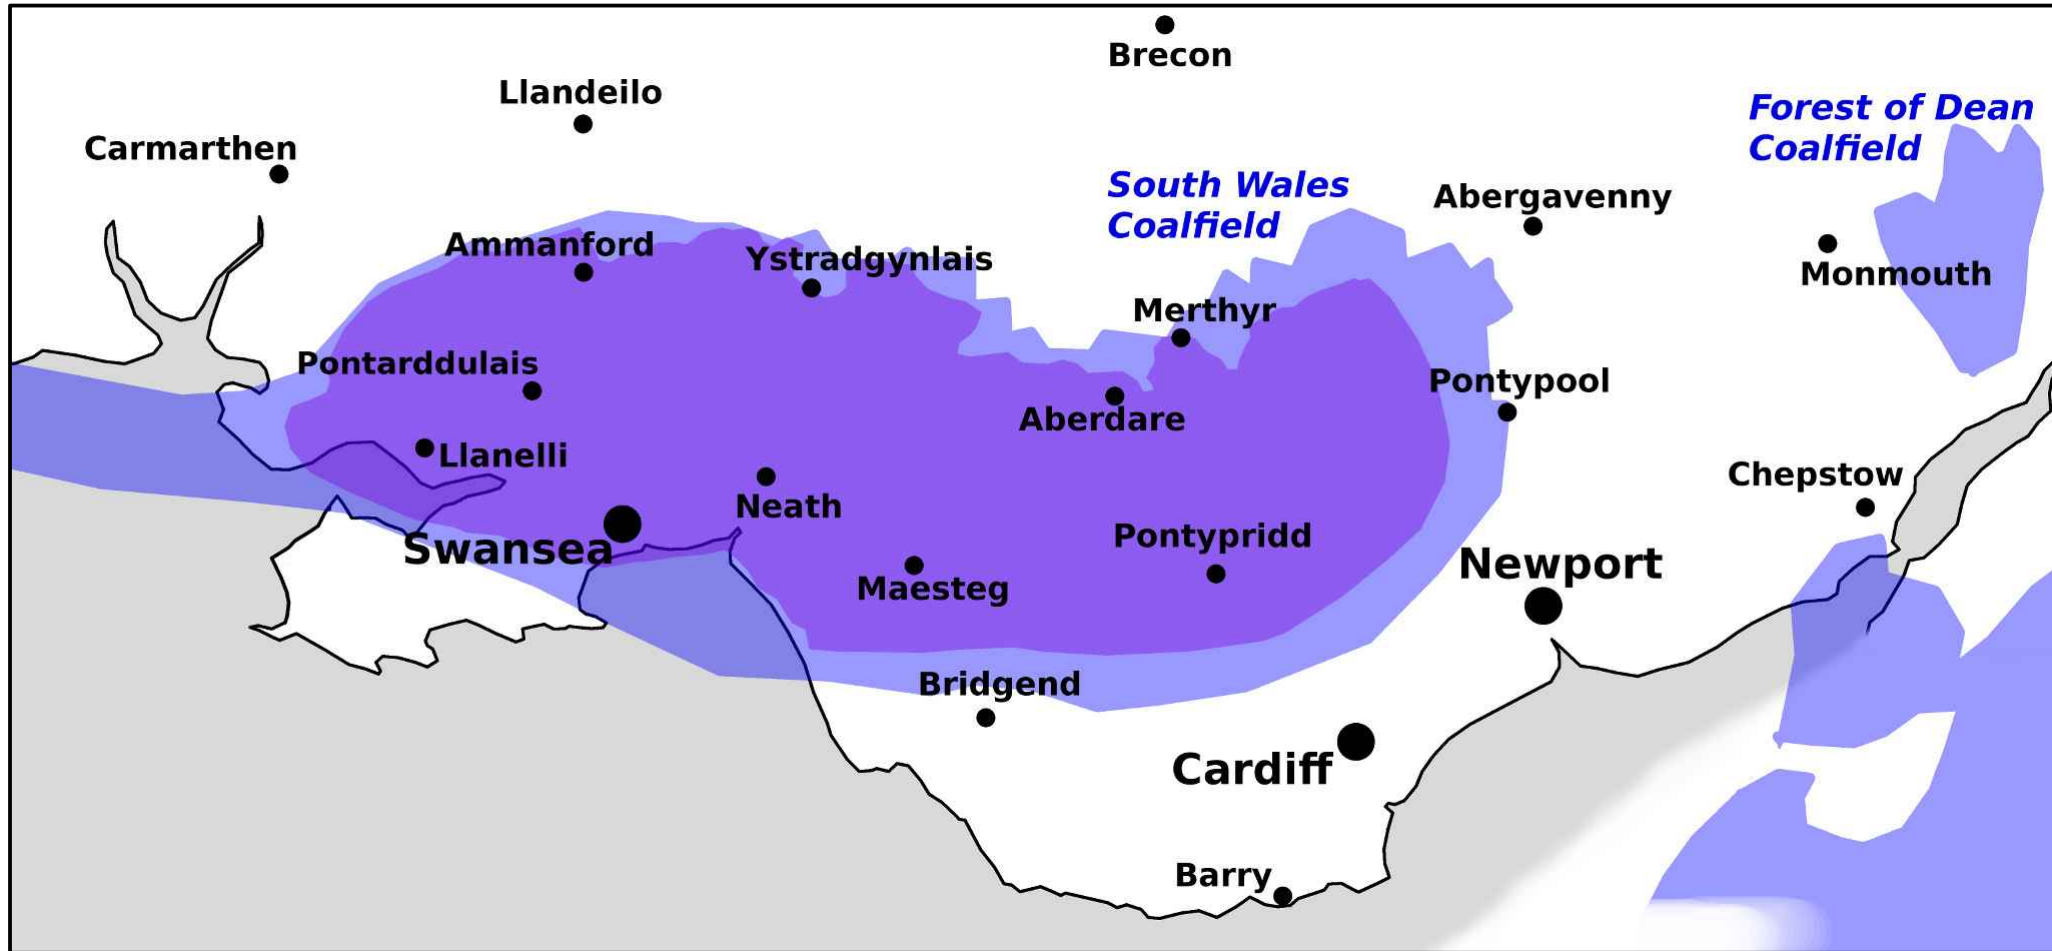 Brecon
Llandeilo
Forest of Dean
Coalfield
Carmarthen
South Wales
Coalfield
Abergavenny
Ammanford
Ystradgynlais
Monmouth
Merthyr
Pontarddulais
Pontypool
Aberdare
Llanelli
Chepstow
Neath
Pontypridd
Swansea
Newport
Maesteg
Bridgend
Cardiff
Barry